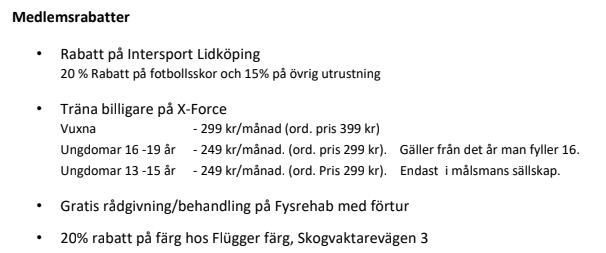 Medlemsrabatter
• Rabatt på Intersport Lidköping
20 % Rabatt på fotbollsskor och 15% på övrig utrustning
• Träna billigare på X-Force
Vuxna - 299 kr/månad (ord. pris 399 kr)
Ungdomar 16 -19 år - 249 kr/månad. (ord. pris 299 kr). Gäller från det år man fyller 16.
Ungdomar 13 -15 år - 249 kr/månad. (ord. Pris 299 kr). Endast i målsmans sällskap.
• Gratis rådgivning/behandling på Fysrehab med förtur
• 20% rabatt på färg hos Flügger färg, Skogvaktarevägen 3